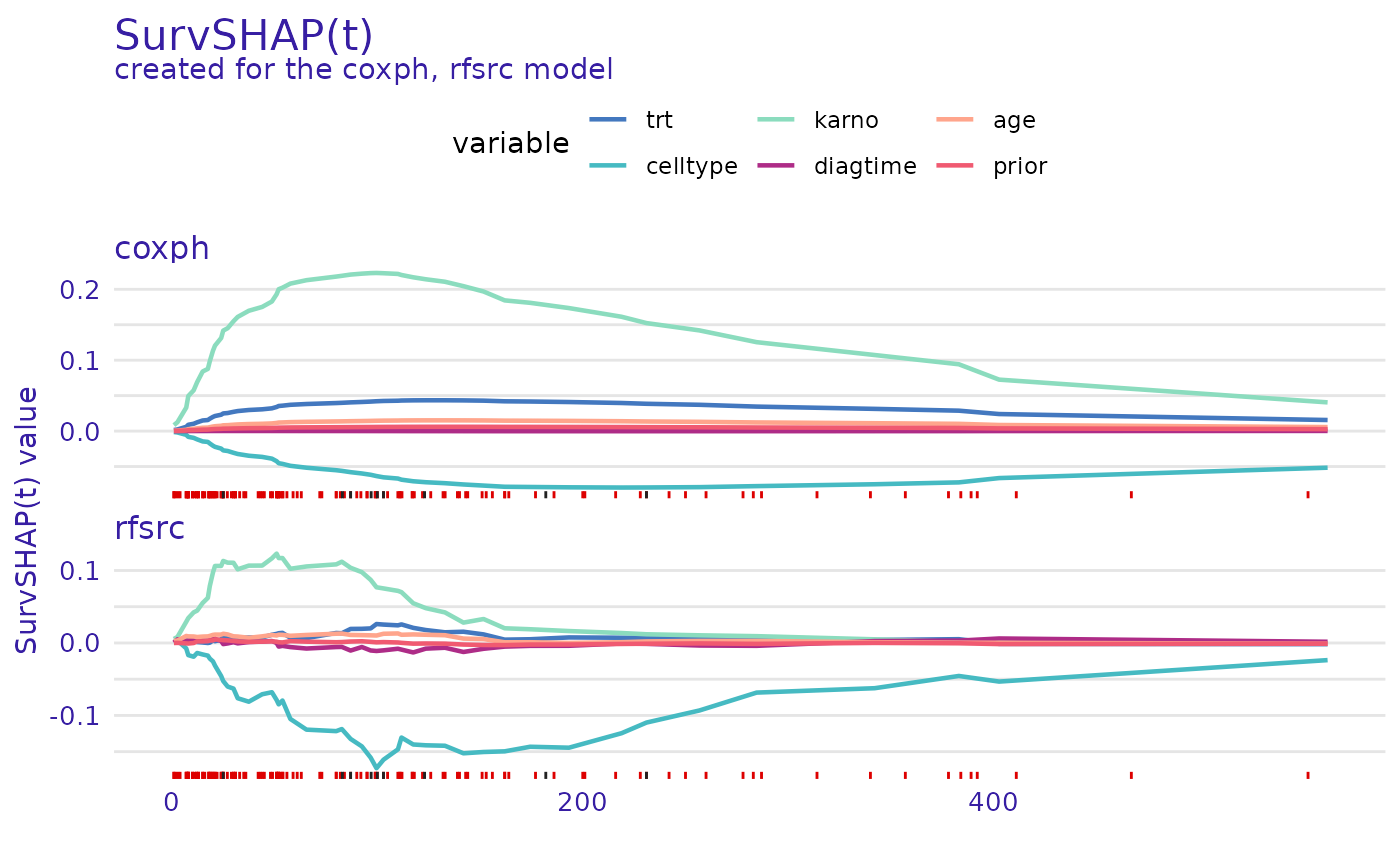 SurvSHAP(t)
created for the coxph, rfsrc model
variable
trt
karno
age
celltype
diagtime
prior
SurvSHAP(t) value
coxph
0.2
0.1
0.0
rfsrc
0.1
0.0
-0.1
0
200
400